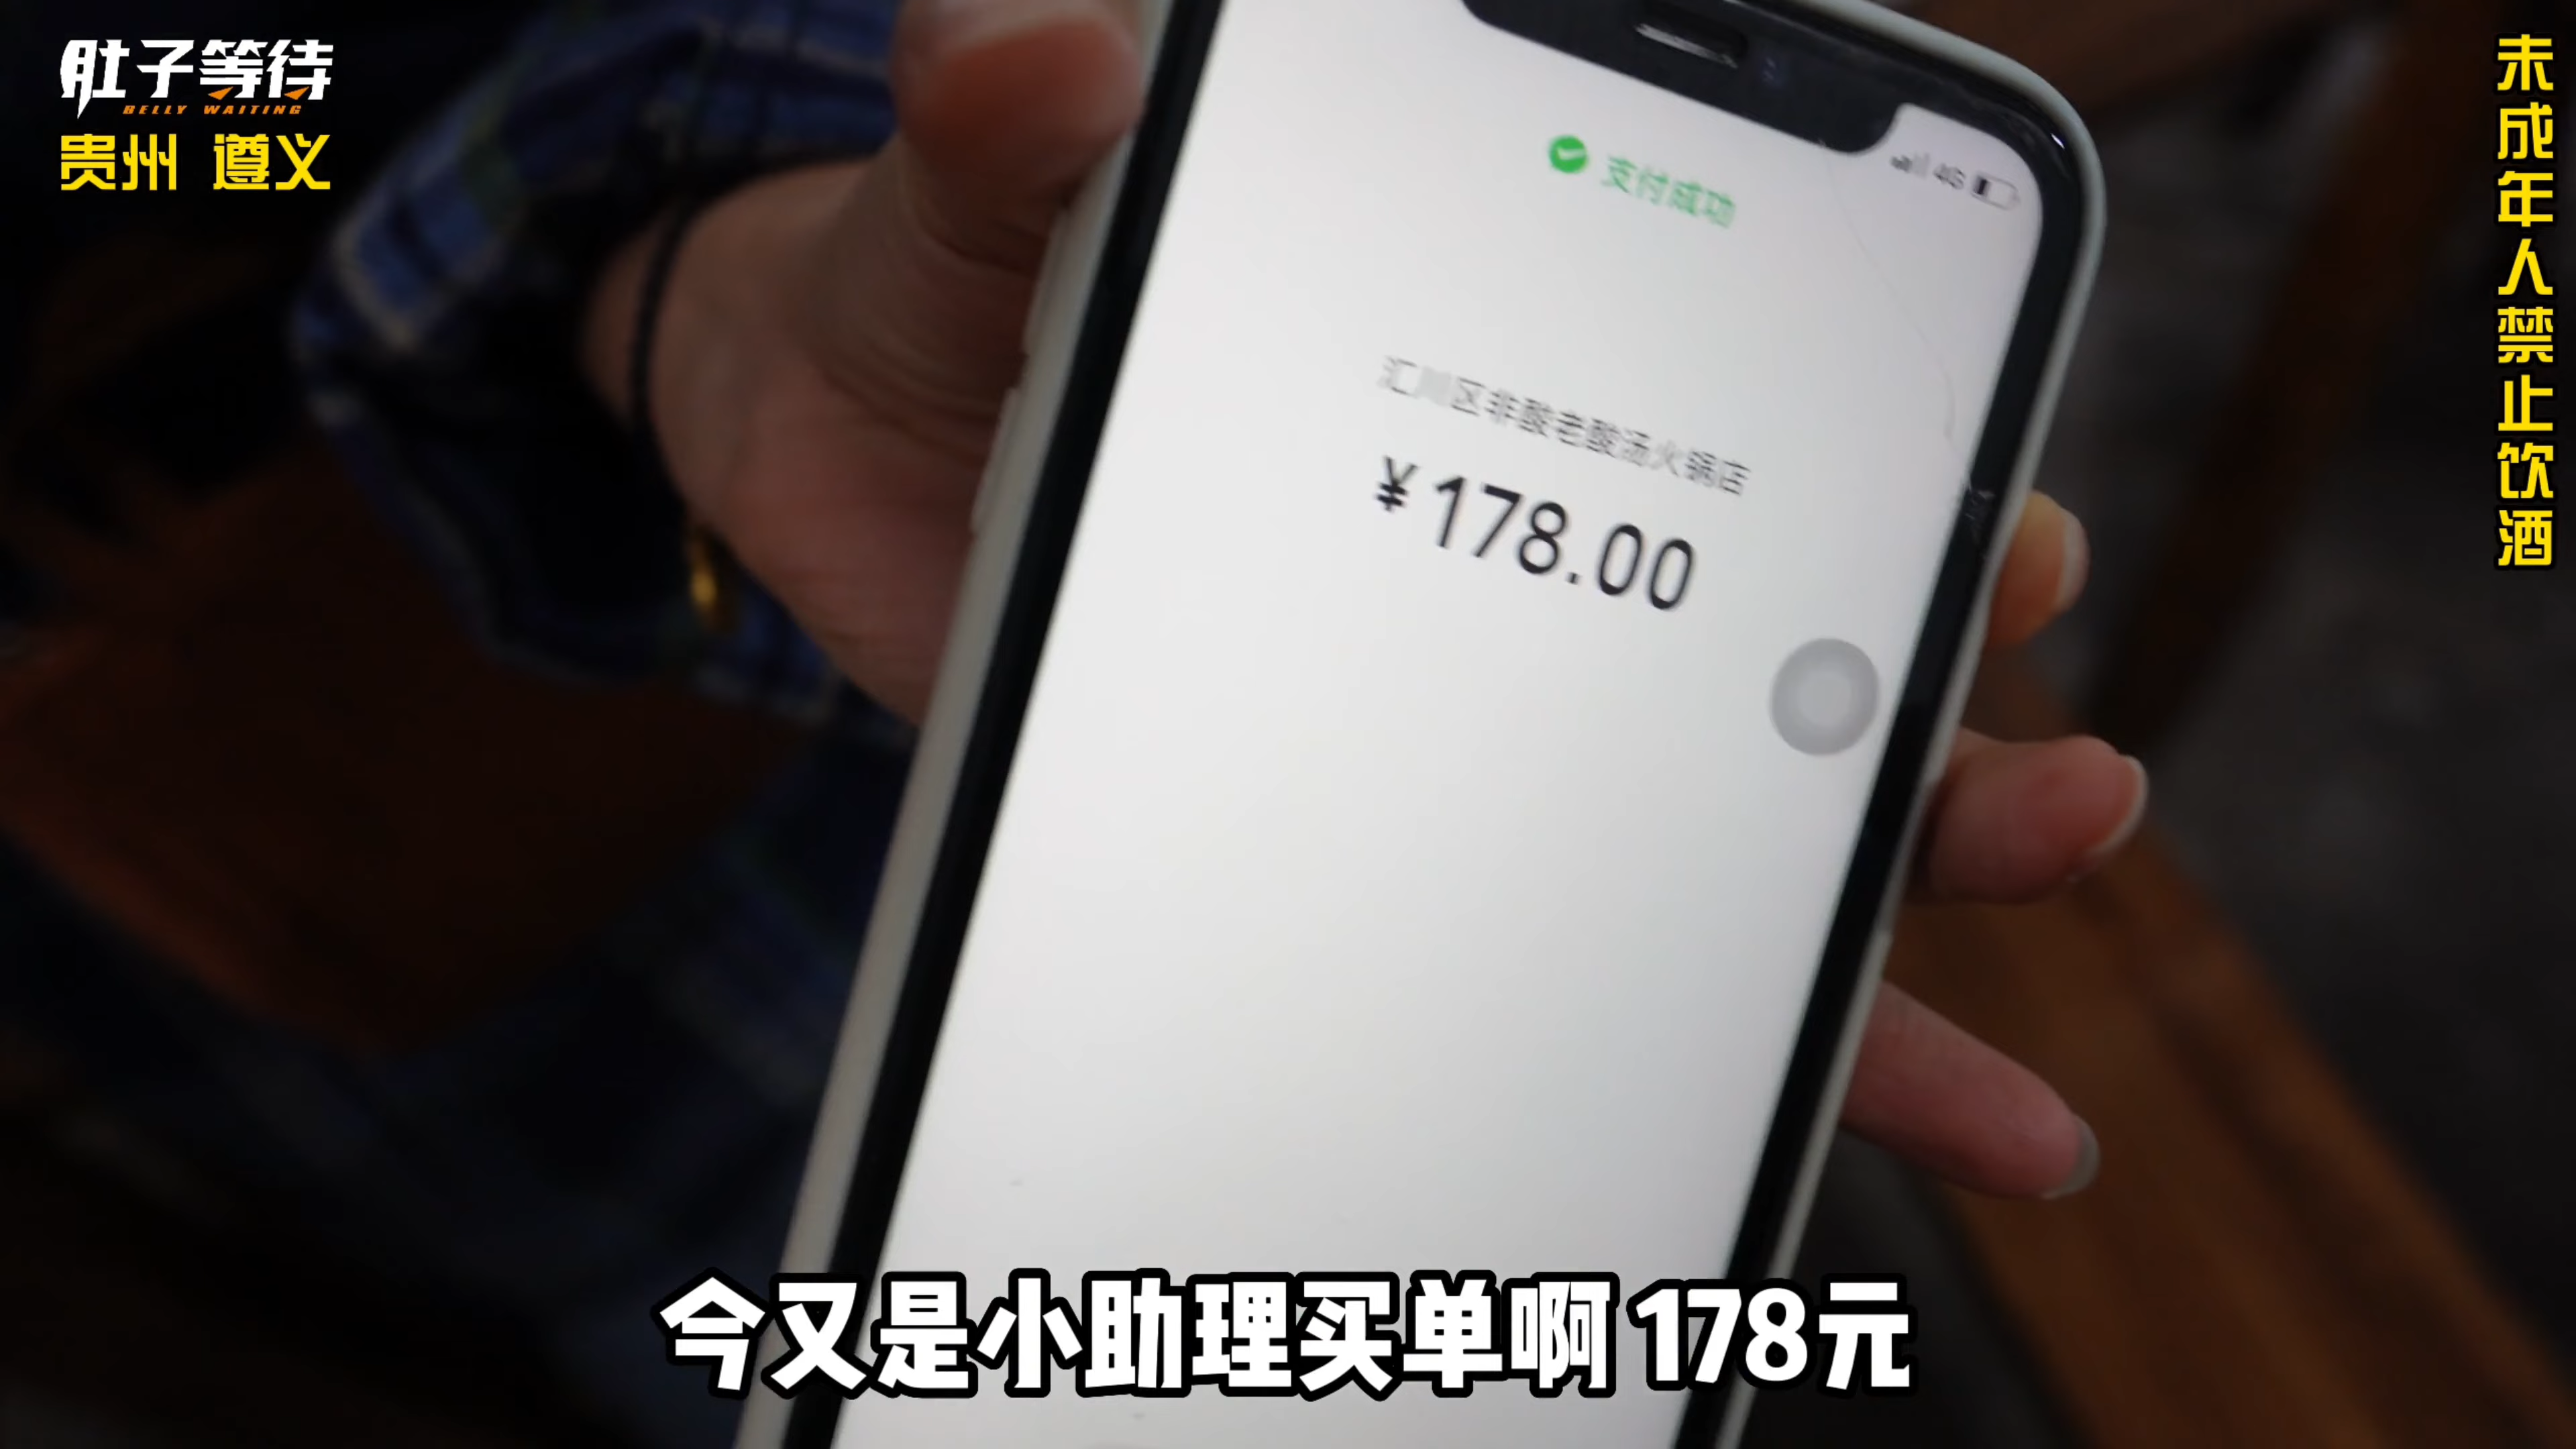 肚子等待
BELLY WAITING
贵州 遵义
未成年人禁止饮酒
4G
支付成功
汇川区非酸老酸汤火锅店
¥178.00
今又是小助理买单啊 178元